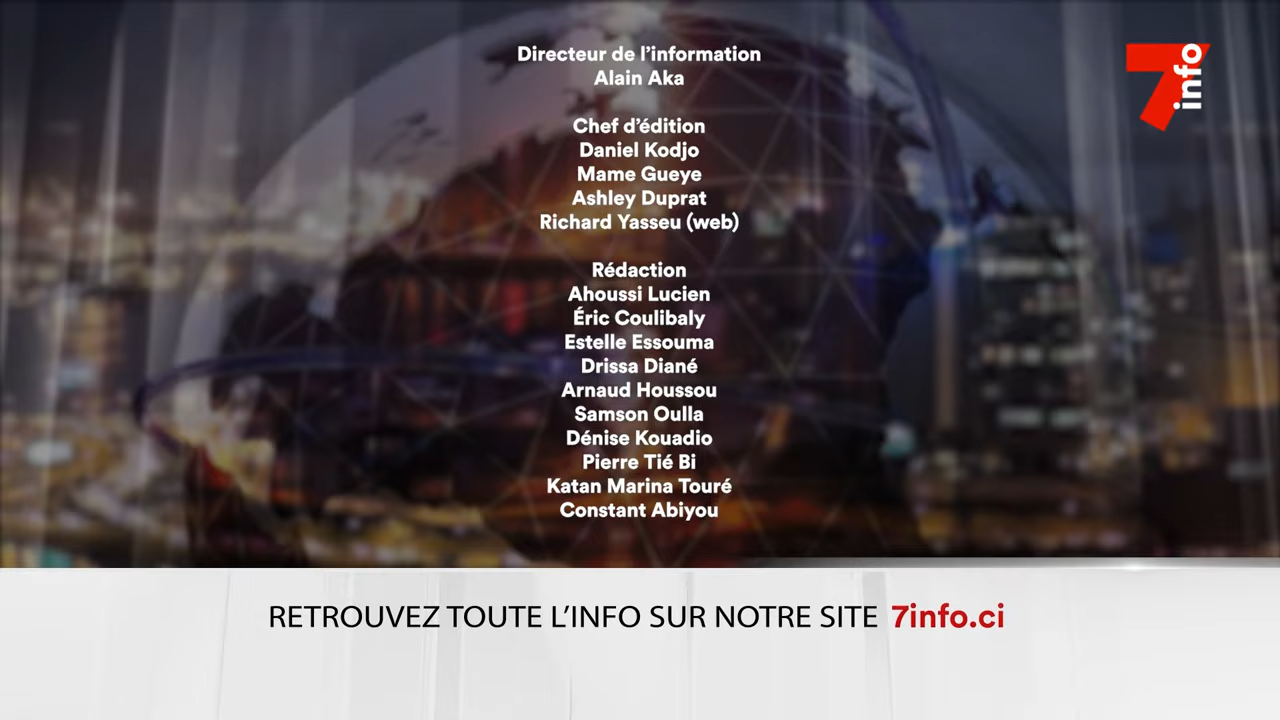 Directeur de l'information
Alain Aka
Chef d'édition
Daniel Kodjo
Mame Gueye
Ashley Duprat
Richard Yasseu (web)
Rédaction
Ahoussi Lucien
Éric Coulibaly
Estelle Essouma
Drissa Diané
Arnaud Houssou
Samson Oulla
Dénise Kouadio
Pierre Tié Bi
Katan Marina Touré
Constant Abiyou
7info
RETROUVEZ TOUTE L'INFO SUR NOTRE SITE 7info.ci